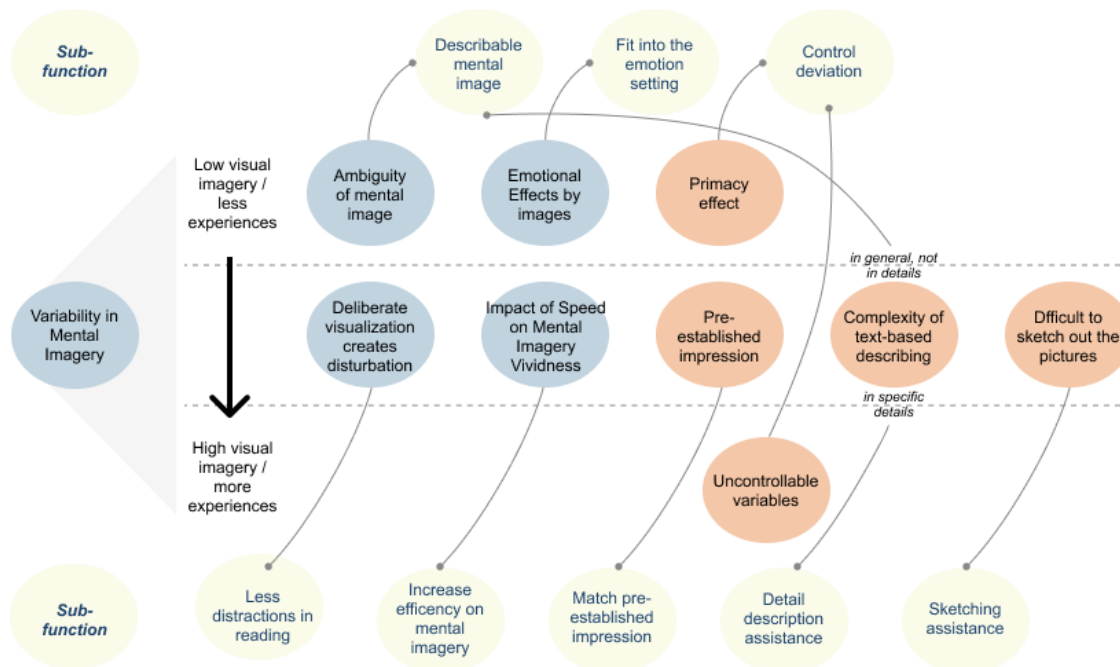 Sub-
function
Describable
mental
image
Fit into the
emotion
setting
Control
deviation
Low visual
imagery /
less
experiences
Ambiguity
of mental
image
Emotional
Effects by
images
Primacy
effect
in general, not
in details
Variability in
Mental
Imagery
Deliberate
visualization
creates
disturbation
Impact of Speed
on Mental
Imagery
Vividness
Pre-
established
impression
Complexity of
text-based
describing
Dfficult to
sketch out the
pictures
in specific
details
High visual
imagery /
more
experiences
Uncontrollable
variables
Sub-
function
Less
distractions in
reading
Increase
efficency on
mental
imagery
Match pre-
established
impression
Detail
description
assistance
Sketching
assistance